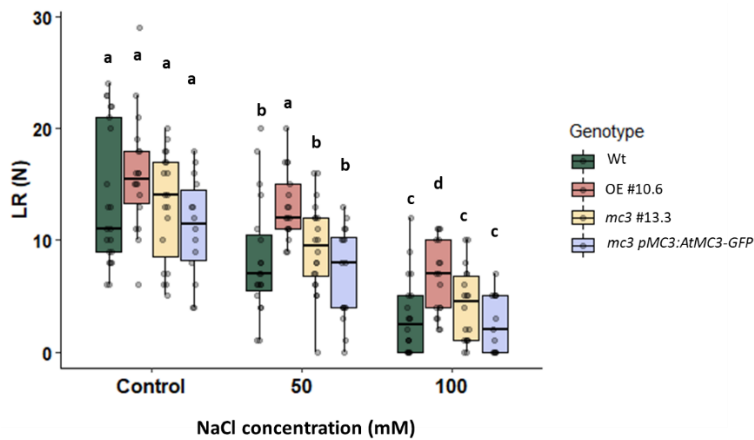 30
20
10
0
LR (N)
a a a a
b a b b
c d c c
Control 50 100
NaCl concentration (mM)
Genotype
Wt
OE #10.6
mc3 #13.3
mc3 pMC3:AtMC3-GFP